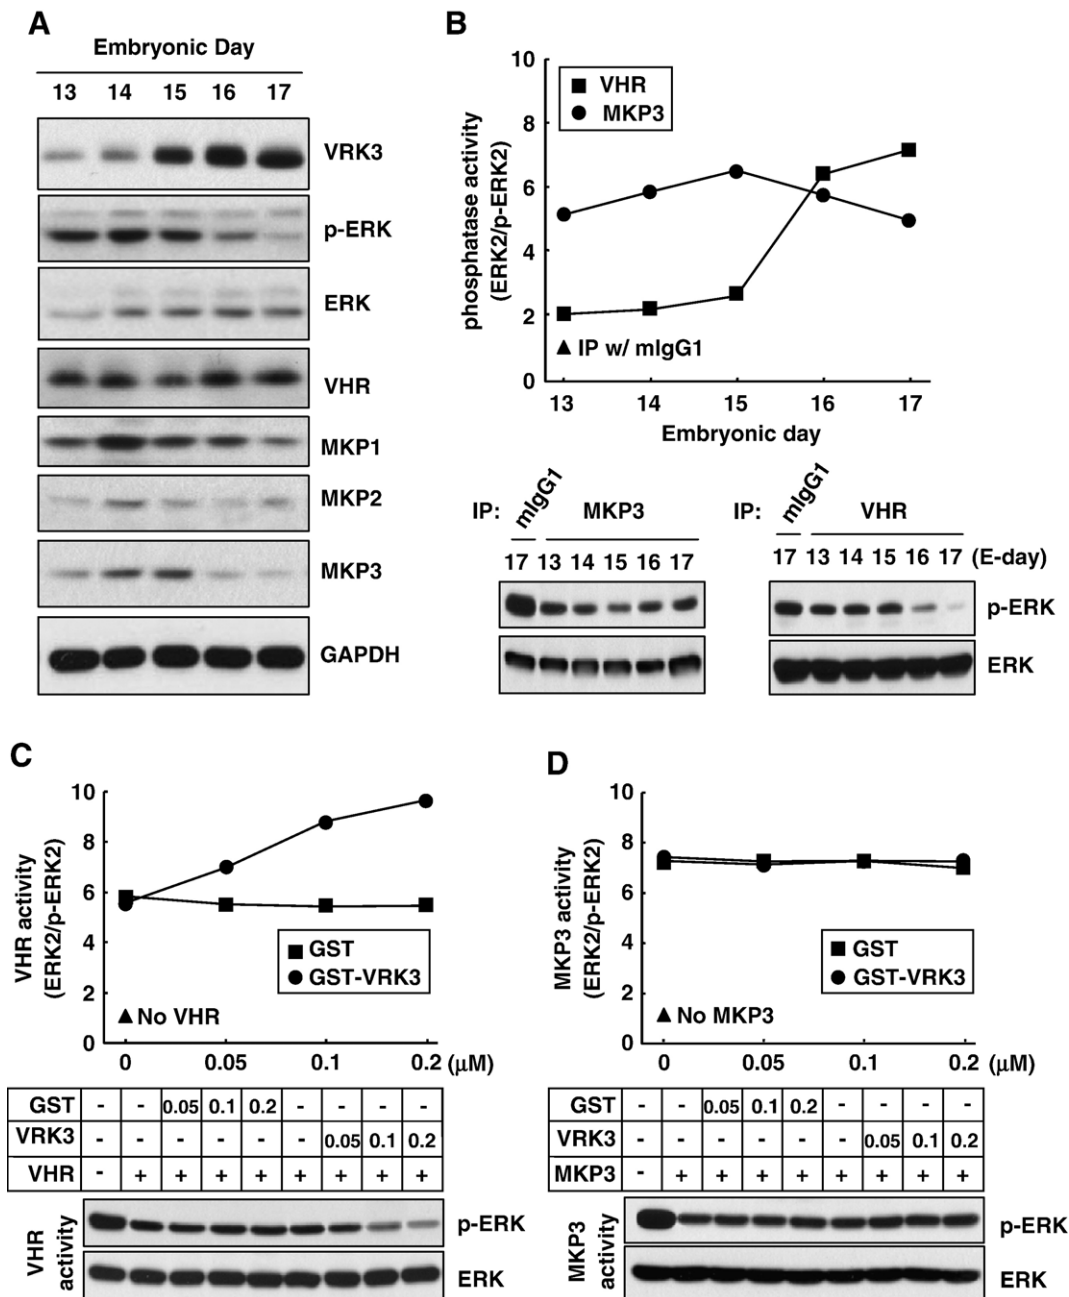 A
Embryonic Day
13 14 15 16 17
VRK3
p-ERK
ERK
VHR
MKP1
MKP2
MKP3
GAPDH
B
phosphatase activity
(ERK2/p-ERK2)
10
8
6
4
2
0
VHR
MKP3
IP w/ mIgG1
13 14 15 16 17
Embryonic day
IP: mIgG1 MKP3
17 13 14 15 16 17
IP: mIgG1 VHR
17 13 14 15 16 17 (E-day)
p-ERK
ERK
C
VHR activity
(ERK2/p-ERK2)
10
8
6
4
2
0
GST
GST-VRK3
No VHR
0 0.05 0.1 0.2 (μM)
GST - - 0.05 0.1 0.2 - - - -
VRK3 - - - - - - 0.05 0.1 0.2
VHR - + + + + + + + +
VHR
activity
p-ERK
ERK
D
MKP3 activity
(ERK2/p-ERK2)
10
8
6
4
2
0
GST
GST-VRK3
No MKP3
0 0.05 0.1 0.2 (μM)
GST - - 0.05 0.1 0.2 - - - -
VRK3 - - - - - - 0.05 0.1 0.2
MKP3 - + + + + + + + +
MKP3
activity
p-ERK
ERK